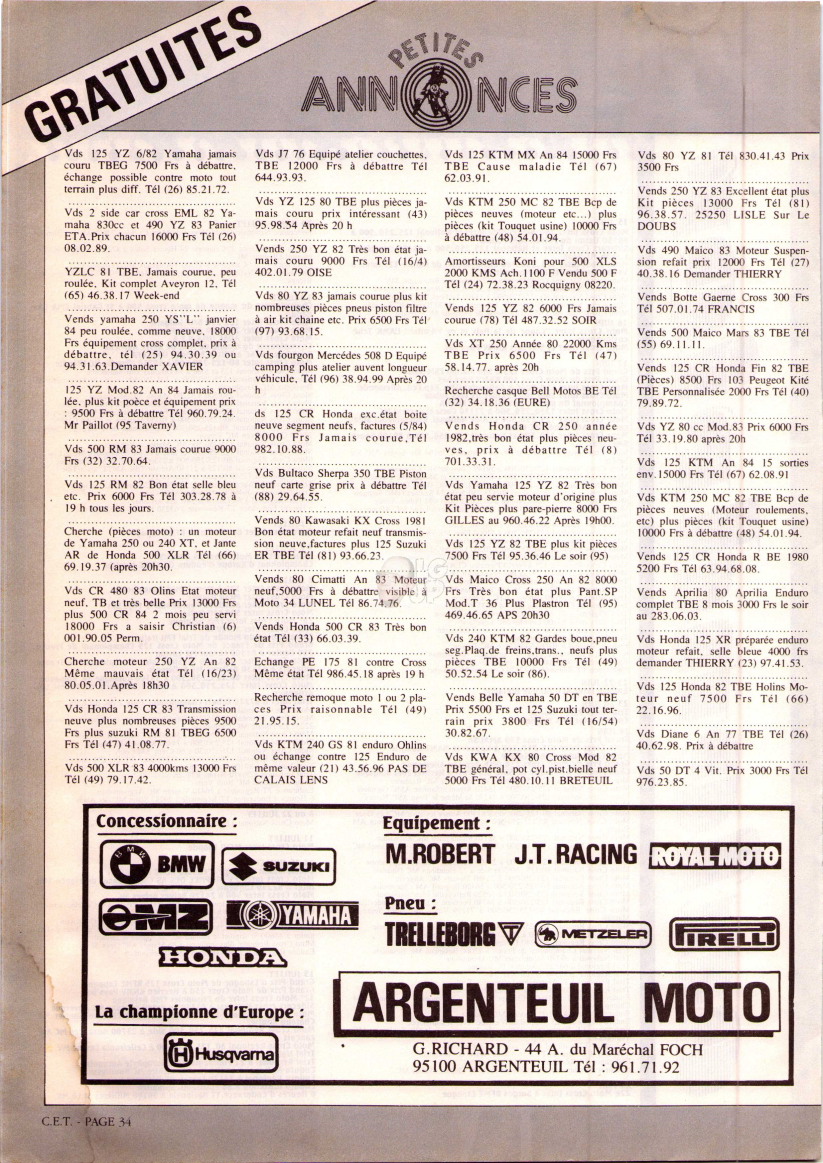 GRATUITES
PETITES
ANNONCES
Vds 125 YZ 6/82 Yamaha jamais
couru TBEG 7500 Frs à débattre,
échange possible contre moto tout
terrain plus diff. Tél (26) 85.21.72.
Vds 2 side car cross EML 82 Ya-
maha 830cc et 490 YZ 83 Panier
ETA.Prix chacun 16000 Frs Tél (26)
08.02.89.
YZLC 81 TBE, Jamais courue, peu
roulée, Kit complet Aveyron 12, Tél
(65) 46.38.17 Week-end
Vends yamaha 250 YS"L" janvier
84 peu roulée, comme neuve, 18000
Frs équipement cross complet, prix à
débattre, tél (25) 94.30.39 ou
94.31.63.Demander XAVIER
125 YZ Mod.82 An 84 Jamais rou-
lée, plus kit poèce et équipement prix
: 9500 Frs à débattre Tél 960.79.24.
Mr Paillot (95 Taverny)
Vds 500 RM 83 Jamais courue 9000
Frs (32) 32.70.64.
Vds 125 RM 82 Bon état selle bleu
etc. Prix 6000 Frs Tél 303.28.78 à
19 h tous les jours.
Cherche (pièces moto) : un moteur
de Yamaha 250 ou 240 XT, et Jante
AR de Honda 500 XLR Tél (66)
69.19.37 (après 20h30.
Vds CR 480 83 Olins Etat moteur
neuf, TB et très belle Prix 13000 Frs
plus 500 CR 84 2 mois peu servi
18000 Frs a saisir Christian (6)
001.90.05 Perm.
Cherche moteur 250 YZ An 82
Même mauvais état Tél (16/23)
80.05.01.Après 18h30
Vds Honda 125 CR 83 Transmission
neuve plus nombreuses pièces 9500
Frs plus suzuki RM 81 TBEG 6500
Frs Tél (47) 41.08.77.
Vds 500 XLR 83 4000kms 13000 Frs
Tél (49) 79.17.42.
Vds J7 76 Equipé atelier couchettes,
TBE 12000 Frs à débattre Tél
644.93.93.
Vds YZ 125 80 TBE plus pièces ja-
mais couru prix intéressant (43)
95.98.54 Après 20 h
Vends 250 YZ 82 Très bon état ja-
mais couru 9000 Frs Tél (16/4)
402.01.79 OISE
Vds 80 YZ 83 jamais courue plus kit
nombreuses pièces pneus piston filtre
à air kit chaine etc. Prix 6500 Frs Tél
(97) 93.68.15.
Vds fourgon Mercédes 508 D Equipé
camping plus atelier auvent longueur
véhicule, Tél (96) 38.94.99 Après 20
h
ds 125 CR Honda exc.état boite
neuve segment neufs, factures (5/84)
8000 Frs Jamais courue,Tél
982.10.88.
Vds Bultaco Sherpa 350 TBE Piston
neuf carte grise prix à débattre Tél
(88) 29.64.55.
Vends 80 Kawasaki KX Cross 1981
Bon état moteur refait neuf transmis-
sion neuve,factures plus 125 Suzuki
ER TBE Tél (81) 93.66.23.
Vends 80 Cimatti An 83 Moteur
neuf,5000 Frs à débattre visible à
Moto 34 LUNEL Tél 86.74.76.
Vends Honda 500 CR 83 Très bon
état Tél (33) 66.03.39.
Echange PE 175 81 contre Cross
Même état Tél 986.45.18 après 19 h
Recherche remoque moto 1 ou 2 pla-
ces Prix raisonnable Tél (49)
21.95.15.
Vds KTM 240 GS 81 enduro Ohlins
ou échange contre 125 Enduro de
même valeur (21) 43.56.96 PAS DE
CALAIS LENS
Vds 125 KTM MX An 84 15000 Frs
TBE Cause maladie Tél (67)
62.03.91.
Vds KTM 250 MC 82 TBE Bcp de
pièces neuves (moteur etc...) plus
pièces (kit Touquet usine) 10000 Frs
à débattre (48) 54.01.94.
Amortisseurs Koni pour 500 XLS
2000 KMS Ach.1100 F Vendu 500 F
Tél (24) 72.38.23 Rocquigny 08220.
Vends 125 YZ 82 6000 Frs Jamais
courue (78) Tél 487.32.52 SOIR
Vds XT 250 Année 80 22000 Kms
TBE Prix 6500 Frs Tél (47)
58.14.77. après 20h
Recherche casque Bell Motos BE Tél
(32) 34.18.36 (EURE)
Vends Honda CR 250 année
1982,très bon état plus pièces neu-
ves, prix à débattre Tél (8)
701.33.31.
Vds Yamaha 125 YZ 82 Très bon
état peu servie moteur d'origine plus
Kit Pièces plus pare-pierre 8000 Frs
GILLES au 960.46.22 Après 19h00.
Vds 125 YZ 82 TBE plus kit pièces
7500 Frs Tél 95.36.46 Le soir (95)
Vds Maico Cross 250 An 82 8000
Frs Très bon état plus Pant.SP
Mod.T 36 Plus Plastron Tél (95)
469.46.65 APS 20h30
Vds 240 KTM 82 Gardes boue,pneu
seg.Plaq.de freins,trans., neufs plus
pièces TBE 10000 Frs Tél (49)
50.52.54 Le soir (86).
Vends Belle Yamaha 50 DT en TBE
Prix 5500 Frs et 125 Suzuki tout ter-
rain prix 3800 Frs Tél (16/54)
30.82.67.
Vds KWA KX 80 Cross Mod 82
TBE général, pot cyl.pist.bielle neuf
5000 Frs Tél 480.10.11 BRETEUIL
Vds 80 YZ 81 Tél 830.41.43 Prix
3500 Frs
Vends 250 YZ 83 Excellent état plus
Kit pièces 13000 Frs Tél (81)
96.38.57. 25250 LISLE Sur Le
DOUBS
Vds 490 Maico 83 Moteur Suspen-
sion refait prix 12000 Frs Tél (27)
40.38.16 Demander THIERRY
Vends Botte Gaerne Cross 300 Frs
Tél 507.01.74 FRANCIS
Vends 500 Maico Mars 83 TBE Tél
(55) 69.11.11.
Vends 125 CR Honda Fin 82 TBE
(Pièces) 8500 Frs 103 Peugeot Kité
TBE Personnalisée 2000 Frs Tél (40)
79.89.72.
Vds YZ 80 cc Mod.83 Prix 6000 Frs
Tél 33.19.80 après 20h
Vds 125 KTM An 84 15 sorties
env.15000 Frs Tél (67) 62.08.91
Vds KTM 250 MC 82 TBE Bcp de
pièces neuves (Moteur roulements,
etc) plus pièces (kit Touquet usine)
10000 Frs à débattre (48) 54.01.94.
Vends 125 CR Honda R BE 1980
5200 Frs Tél 63.94.68.08.
Vends Aprilia 80 Aprilia Enduro
complet TBE 8 mois 3000 Frs le soir
au 283.06.03.
Vds Honda 125 XR préparée enduro
moteur refait, selle bleue 4000 frs
demander THIERRY (23) 97.41.53.
Vds 125 Honda 82 TBE Holins Mo-
teur neuf 7500 Frs Tél (66)
22.16.96.
Vds Diane 6 An 77 TBE Tél (26)
40.62.98. Prix à débattre
Vds 50 DT 4 Vit. Prix 3000 Frs Tél
976.23.85.
Concessionnaire :
BMW BMW
SUZUKI
MZ
YAMAHA
HONDA
La championne d'Europe :
Husqvarna
Equipement :
M.ROBERT J.T. RACING ROYAL MOTO
Pneu :
TRELLEBORG T METZELER PIRELLI
ARGENTEUIL MOTO
G.RICHARD - 44 A. du Maréchal FOCH
95100 ARGENTEUIL Tél : 961.71.92
C.E.T. - PAGE 34